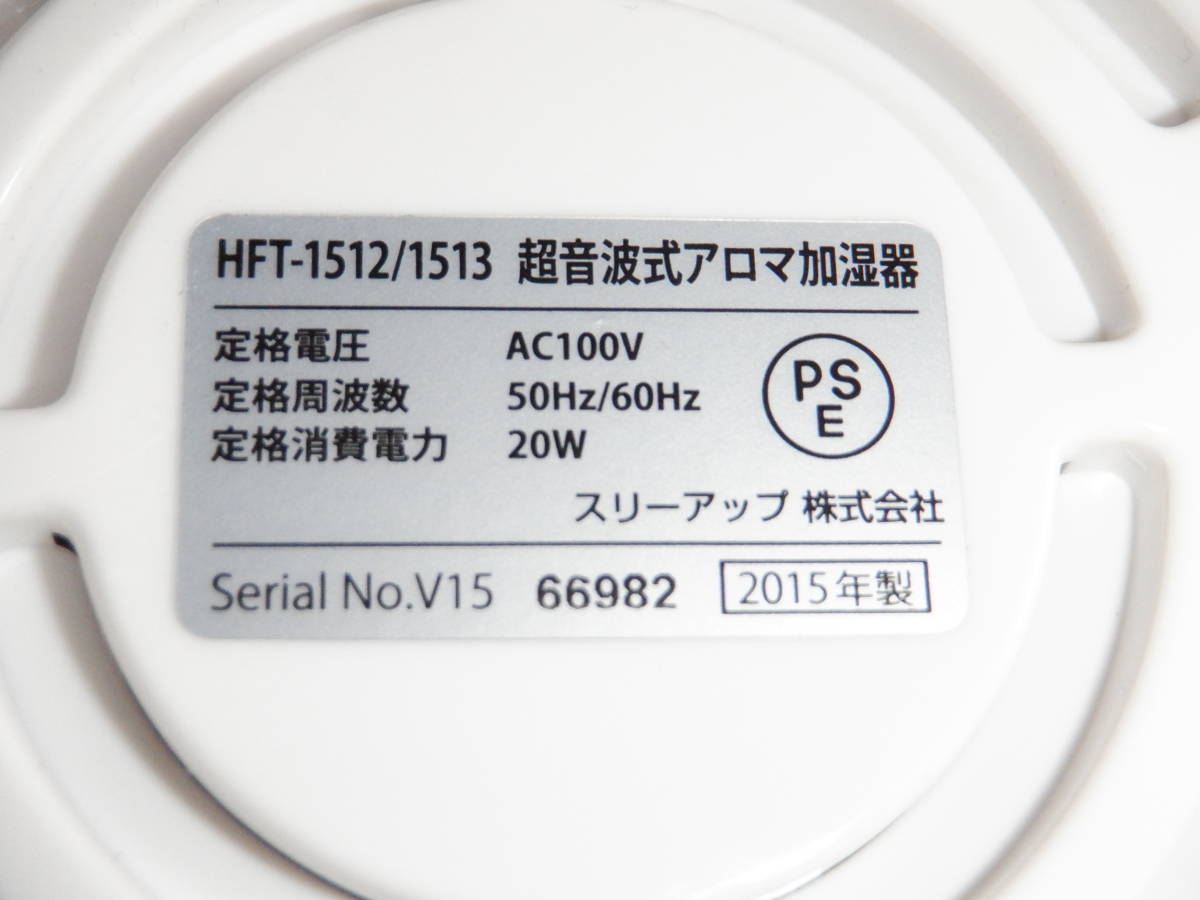 HFT-1512/1513 超音波式アロマ加湿器
定格電圧 AC100V
定格周波数 50Hz/60Hz
定格消費電力 20W
PS
E
スリーアップ 株式会社
Serial No.V15 66982 2015年製